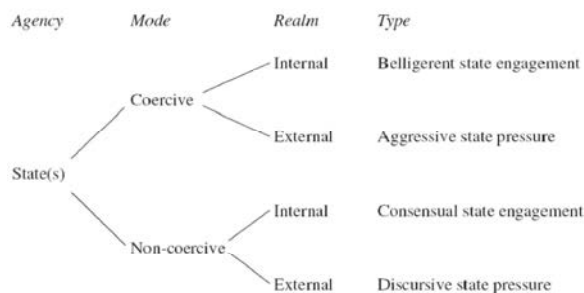 Agency Mode Realm Type
Internal Belligerent state engagement
Coercive
External Aggressive state pressure
State(s)
Internal Consensual state engagement
Non-coercive
External Discursive state pressure